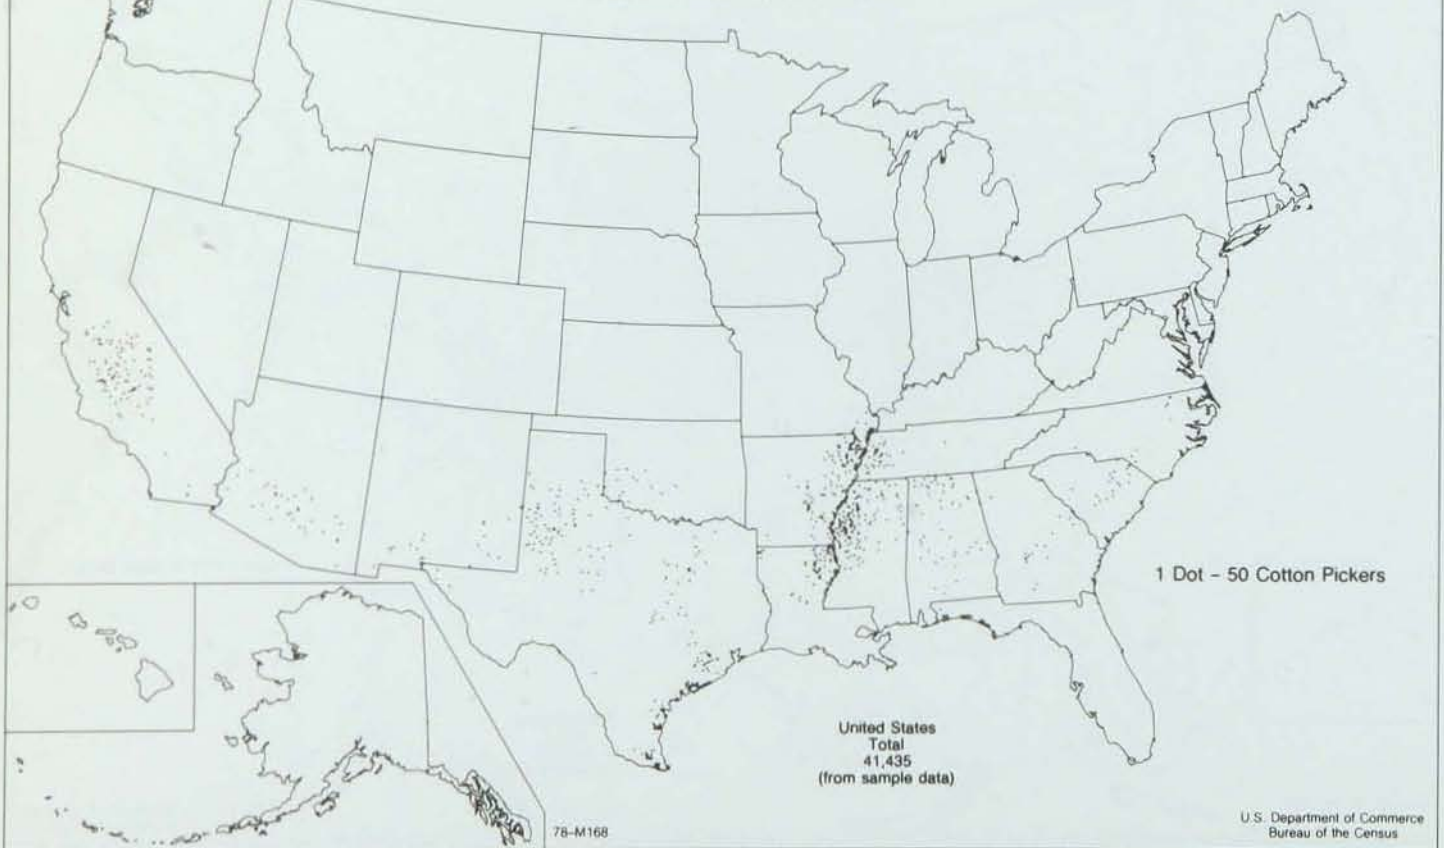 1 Dot - 50 Cotton Pickers
United States
Total
41,435
(from sample data)
78-M168
U.S. Department of Commerce
Bureau of the Census